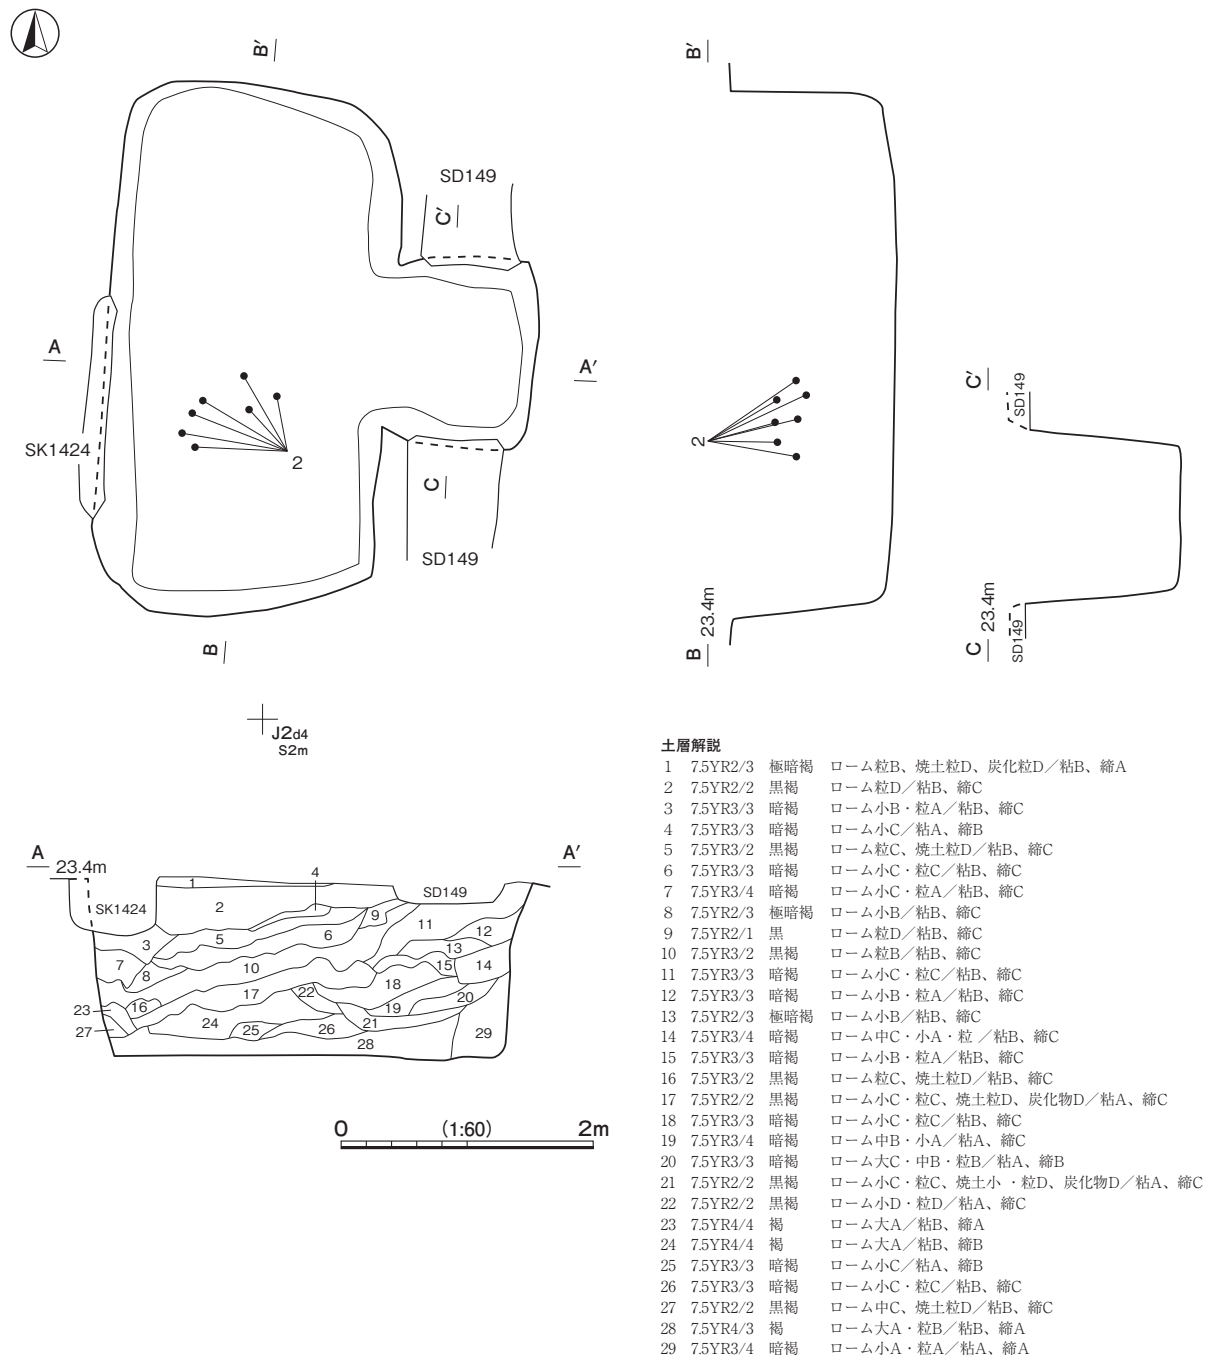 B′
B′
SD149
C′
A
A′
SK1424
2
C
SD149
B
2
B 23.4m
C′
SD149
C 23.4m
SD149
J2d4
S2m
A
23.4m
A′
SK1424
SD149
1
2
3
4
5
6
7
8
9
10
11
12
13
14
15
16
17
18
19
20
21
22
23
24
25
26
27
28
29
0 (1:60) 2m
土層解説
1 7.5YR2/3 極暗褐 ローム粒B、焼土粒D、炭化粒D／粘B、締A
2 7.5YR2/2 黒褐 ローム粒D／粘B、締C
3 7.5YR3/3 暗褐 ローム小B・粒A／粘B、締C
4 7.5YR3/3 暗褐 ローム小C／粘A、締B
5 7.5YR3/2 黒褐 ローム粒C、焼土粒D／粘B、締C
6 7.5YR3/3 暗褐 ローム小C・粒C／粘B、締C
7 7.5YR3/4 暗褐 ローム小C・粒A／粘B、締C
8 7.5YR2/3 極暗褐 ローム小B／粘B、締C
9 7.5YR2/1 黒 ローム粒D／粘B、締C
10 7.5YR3/2 黒褐 ローム粒B／粘B、締C
11 7.5YR3/3 暗褐 ローム小C・粒C／粘B、締C
12 7.5YR3/3 暗褐 ローム小B・粒A／粘B、締C
13 7.5YR2/3 極暗褐 ローム小B／粘B、締C
14 7.5YR3/4 暗褐 ローム中C・小A・粒 ／粘B、締C
15 7.5YR3/3 暗褐 ローム小B・粒A／粘B、締C
16 7.5YR3/2 黒褐 ローム粒C、焼土粒D／粘B、締C
17 7.5YR2/2 黒褐 ローム小C・粒C、焼土粒D、炭化物D／粘A、締C
18 7.5YR3/3 暗褐 ローム小C・粒C／粘B、締C
19 7.5YR3/4 暗褐 ローム中B・小A／粘A、締C
20 7.5YR3/3 暗褐 ローム大C・中B・粒B／粘A、締B
21 7.5YR2/2 黒褐 ローム小C・粒C、焼土小 ・粒D、炭化物D／粘A、締C
22 7.5YR2/2 黒褐 ローム小D・粒D／粘A、締C
23 7.5YR4/4 褐 ローム大A／粘B、締A
24 7.5YR4/4 褐 ローム大A／粘B、締B
25 7.5YR3/3 暗褐 ローム小C／粘A、締B
26 7.5YR3/3 暗褐 ローム小C・粒C／粘B、締C
27 7.5YR2/2 黒褐 ローム中C、焼土粒D／粘B、締C
28 7.5YR4/3 褐 ローム大A・粒B／粘B、締A
29 7.5YR3/4 暗褐 ローム小A・粒A／粘A、締A